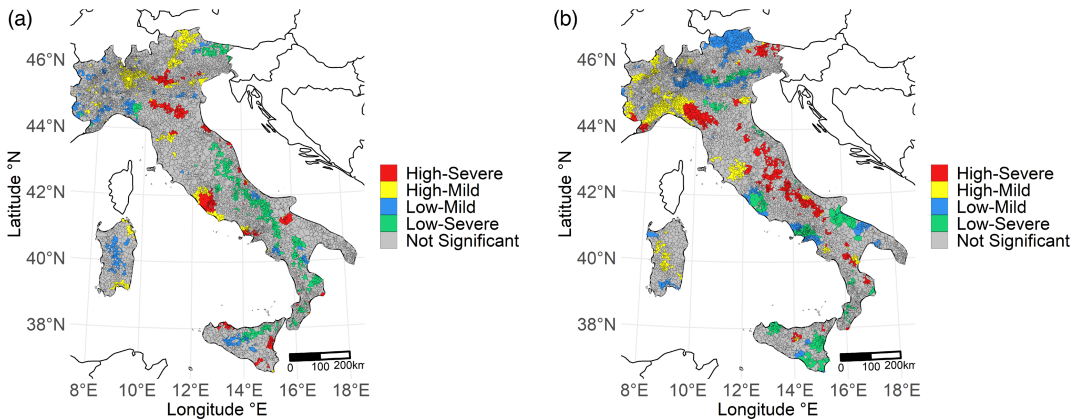 (a)
46°N
44°N
42°N
40°N
38°N
Latitude °N
8°E 10°E 12°E 14°E 16°E 18°E
Longitude °E
High-Severe
High-Mild
Low-Mild
Low-Severe
Not Significant
0 100 200km
(b)
46°N
44°N
42°N
40°N
38°N
Latitude °N
8°E 10°E 12°E 14°E 16°E 18°E
Longitude °E
High-Severe
High-Mild
Low-Mild
Low-Severe
Not Significant
0 100 200km